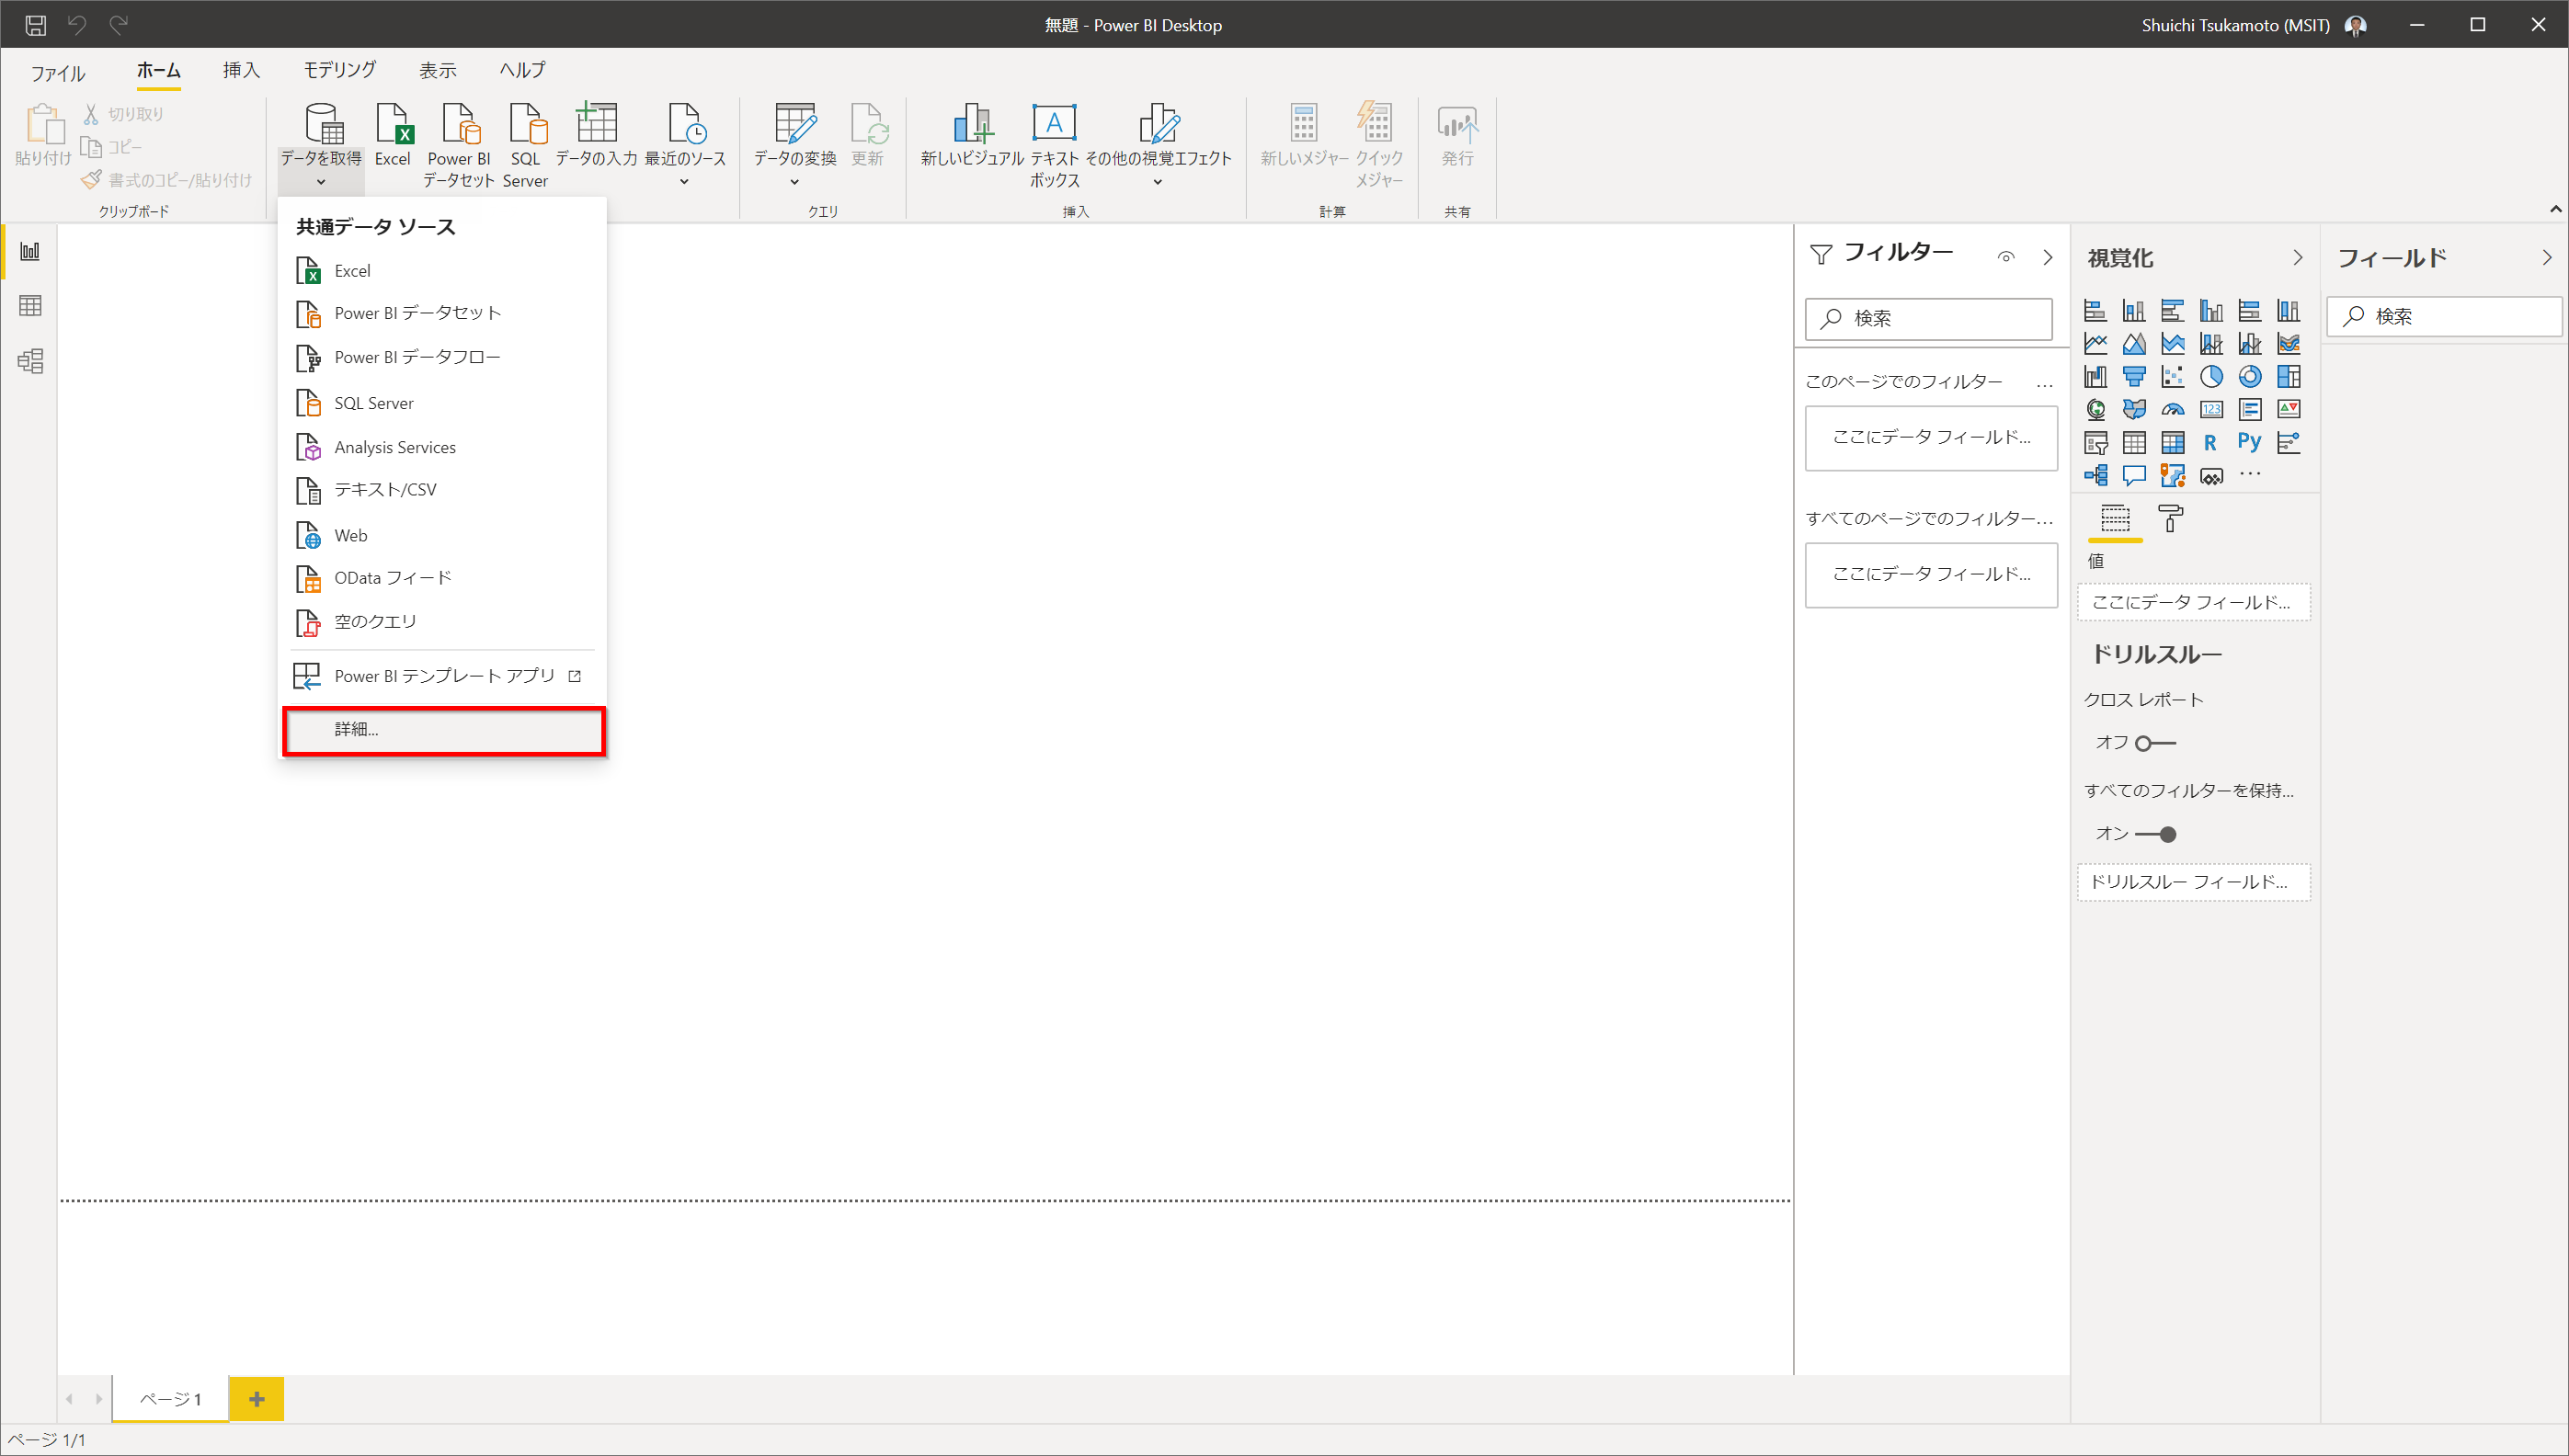 無題 - Power BI Desktop
Shuichi Tsukamoto (MSIT)
ファイル
ホーム
挿入
モデリング
表示
ヘルプ
貼り付け
切り取り
コピー
書式のコピー/貼り付け
クリップボード
データを取得
Excel
Power BI
データセット
SQL
Server
データの入力
最近のソース
データの変換
更新
クエリ
新しいビジュアル
テキスト
ボックス
その他の視覚エフェクト
挿入
新しいメジャー
クイック
メジャー
計算
発行
共有
共通データ ソース
Excel
Power BI データセット
Power BI データフロー
SQL Server
Analysis Services
テキスト/CSV
Web
OData フィード
空のクエリ
Power BI テンプレート アプリ
詳細...
フィルター
検索
このページでのフィルター ...
ここにデータ フィールド...
すべてのページでのフィルター...
ここにデータ フィールド...
視覚化
123
R
Py
...
値
ここにデータ フィールド...
ドリルスルー
クロス レポート
オフ
すべてのフィルターを保持...
オン
ドリルスルー フィールド...
フィールド
検索
ページ 1
ページ 1/1